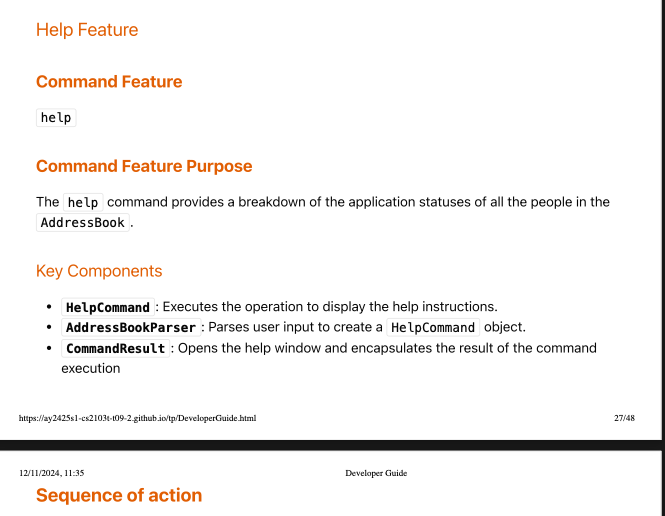 Help Feature
Command Feature
help
Command Feature Purpose
The help command provides a breakdown of the application statuses of all the people in the
AddressBook .
Key Components
• HelpCommand : Executes the operation to display the help instructions.
• AddressBookParser : Parses user input to create a HelpCommand object.
• CommandResult : Opens the help window and encapsulates the result of the command
execution
https://ay2425s1-cs2103t-t09-2.github.io/tp/DeveloperGuide.html 27/48
12/11/2024, 11:35 Developer Guide
Sequence of action